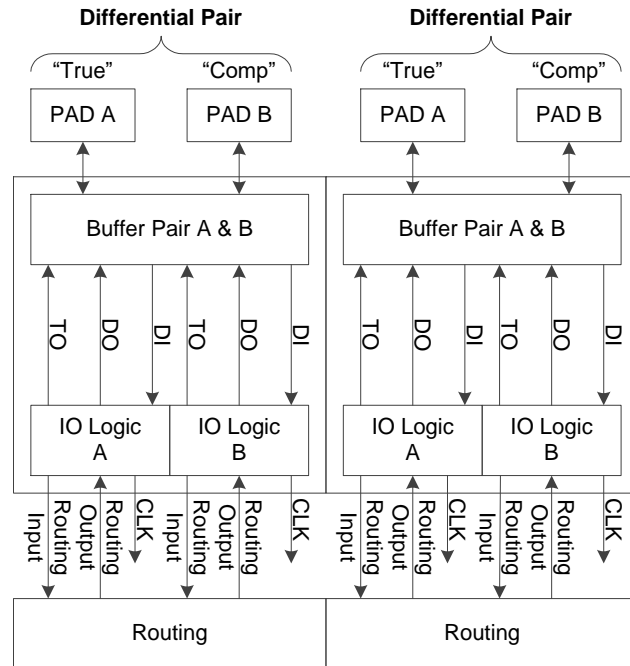 Differential Pair Differential Pair
“True” “Comp” “True” “Comp”
PAD A PAD B PAD A PAD B
Buffer Pair A & B Buffer Pair A & B
TO DO DI TO DO DI TO DO DI TO DO DI
IO Logic A IO Logic B IO Logic A IO Logic B
Routing Input Routing Output CLK Routing Input Routing Output CLK Routing Input Routing Output CLK Routing Input Routing Output CLK
Routing Routing